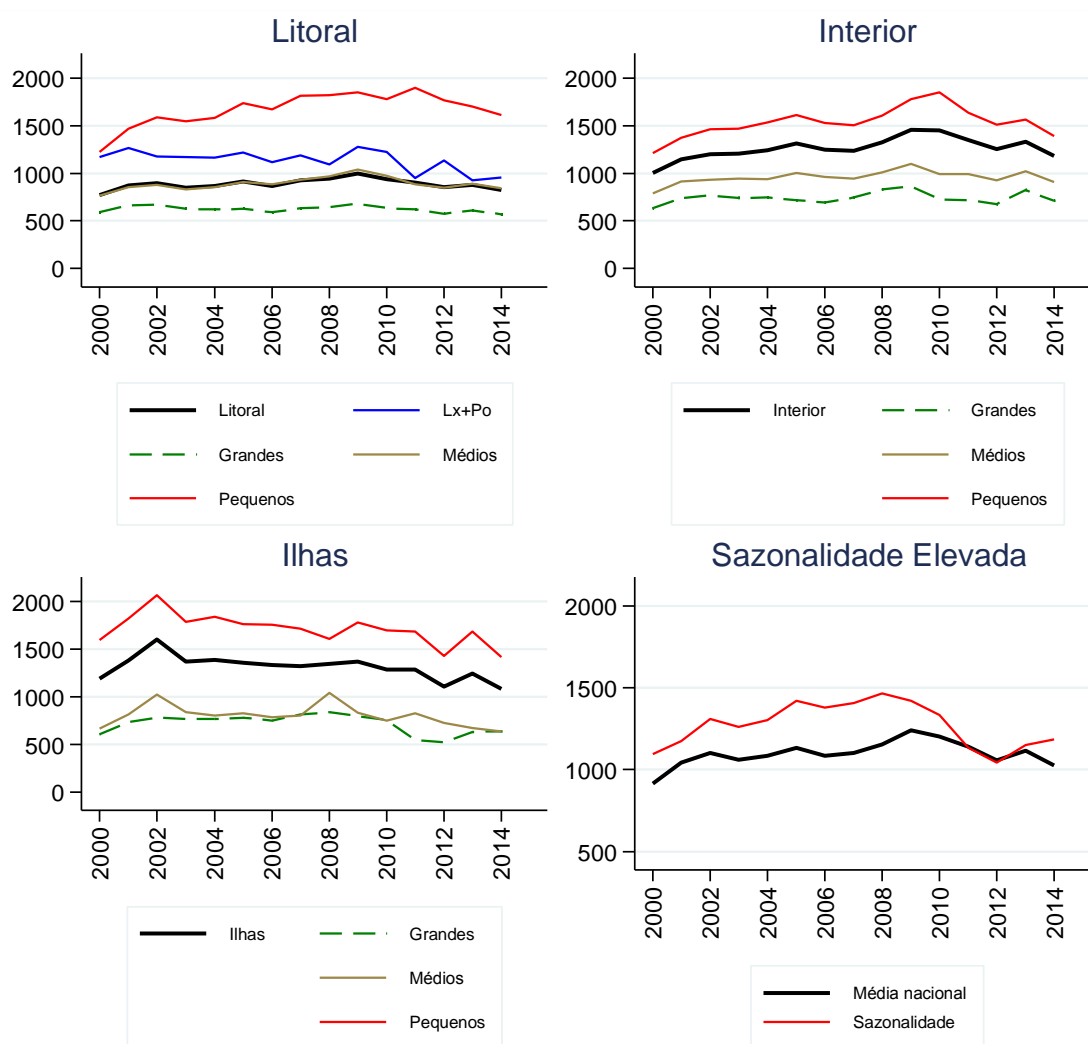 Litoral
2000
1500
1000
500
0
2000
2002
2004
2006
2008
2010
2012
2014
Litoral
Lx+Po
Grandes
Médios
Pequenos
Interior
2000
1500
1000
500
0
2000
2002
2004
2006
2008
2010
2012
2014
Interior
Grandes
Médios
Pequenos
Ilhas
2000
1500
1000
500
0
2000
2002
2004
2006
2008
2010
2012
2014
Ilhas
Grandes
Médios
Pequenos
Sazonalidade Elevada
2000
1500
1000
500
2000
2002
2004
2006
2008
2010
2012
2014
Média nacional
Sazonalidade